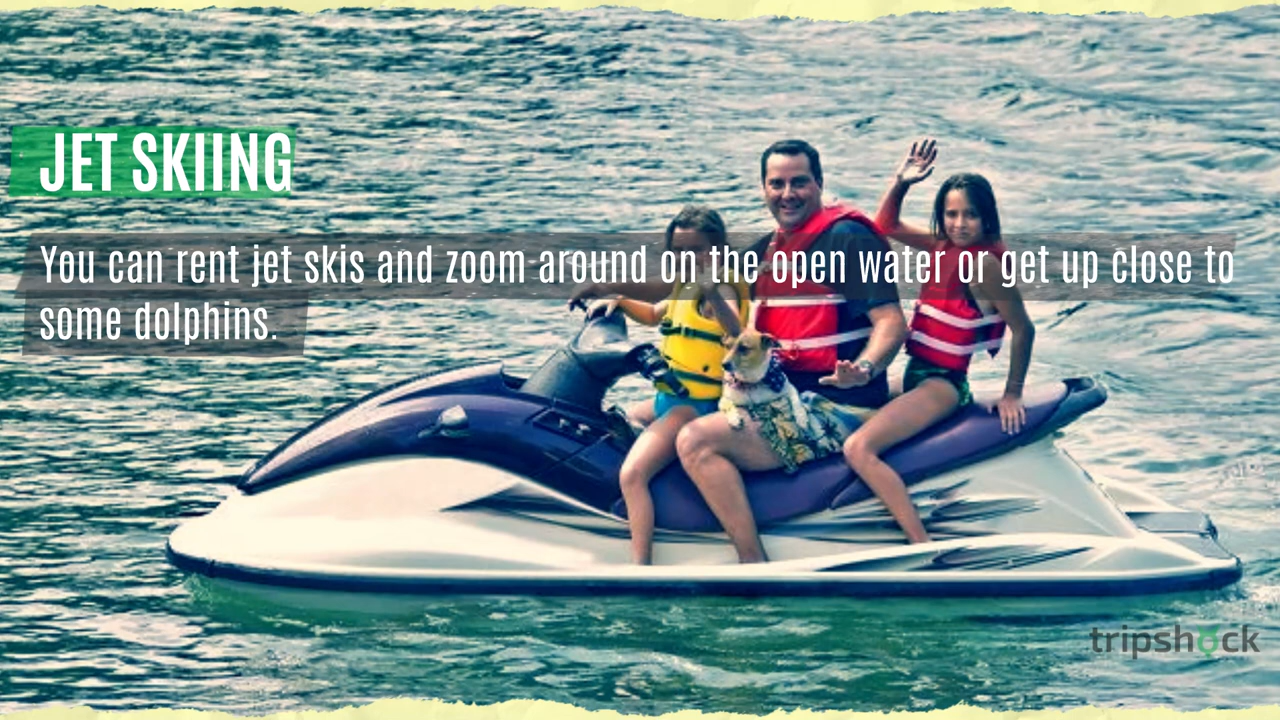 JET SKIING
You can rent jet skis and zoom around on the open water or get up close to
some dolphins.
tripshock